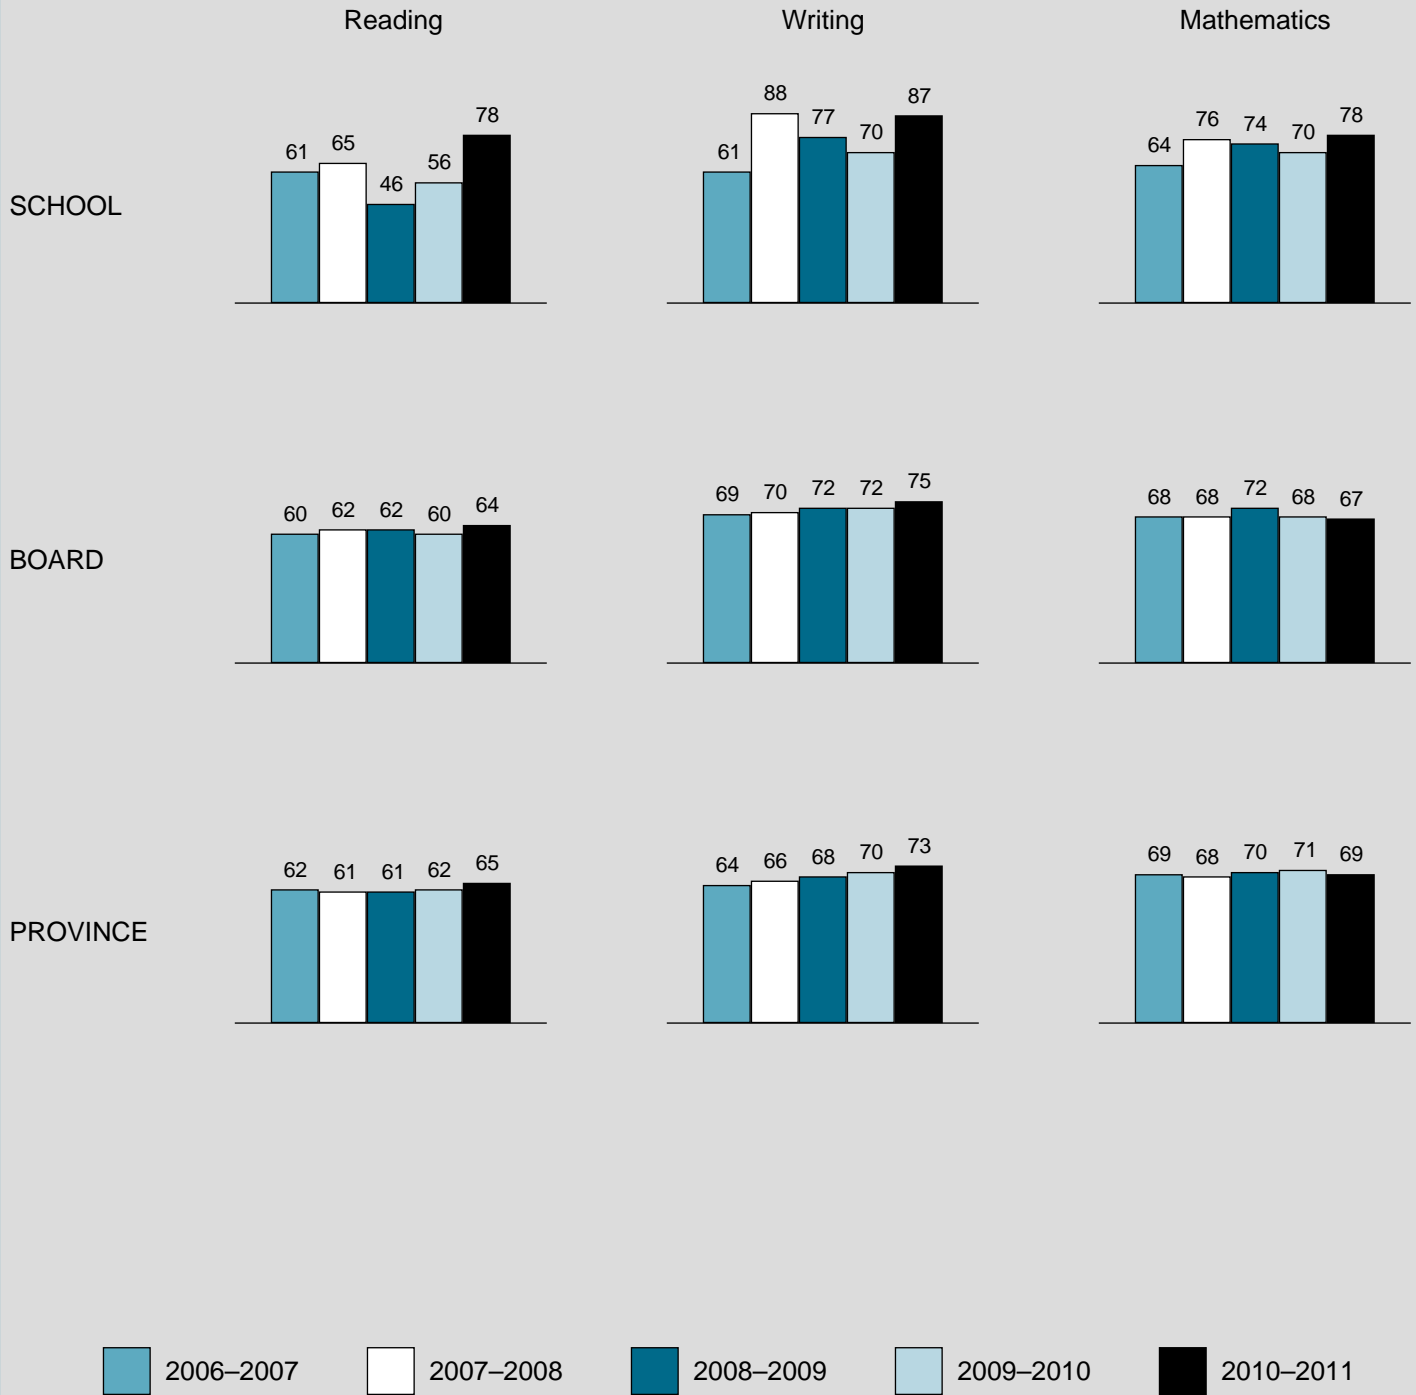 Reading Writing Mathematics
88
87
78
77
76 74 70 78
61 65 70
64
61
56
46
SCHOOL
75
69 70 72 72
72
68 68 68 67
60 62 62 60 64
BOARD
73
70
68
64 66
69 68 70 71 69
62 61 61 62 65
PROVINCE
2006–2007 2007–2008 2008–2009 2009–2010 2010–2011